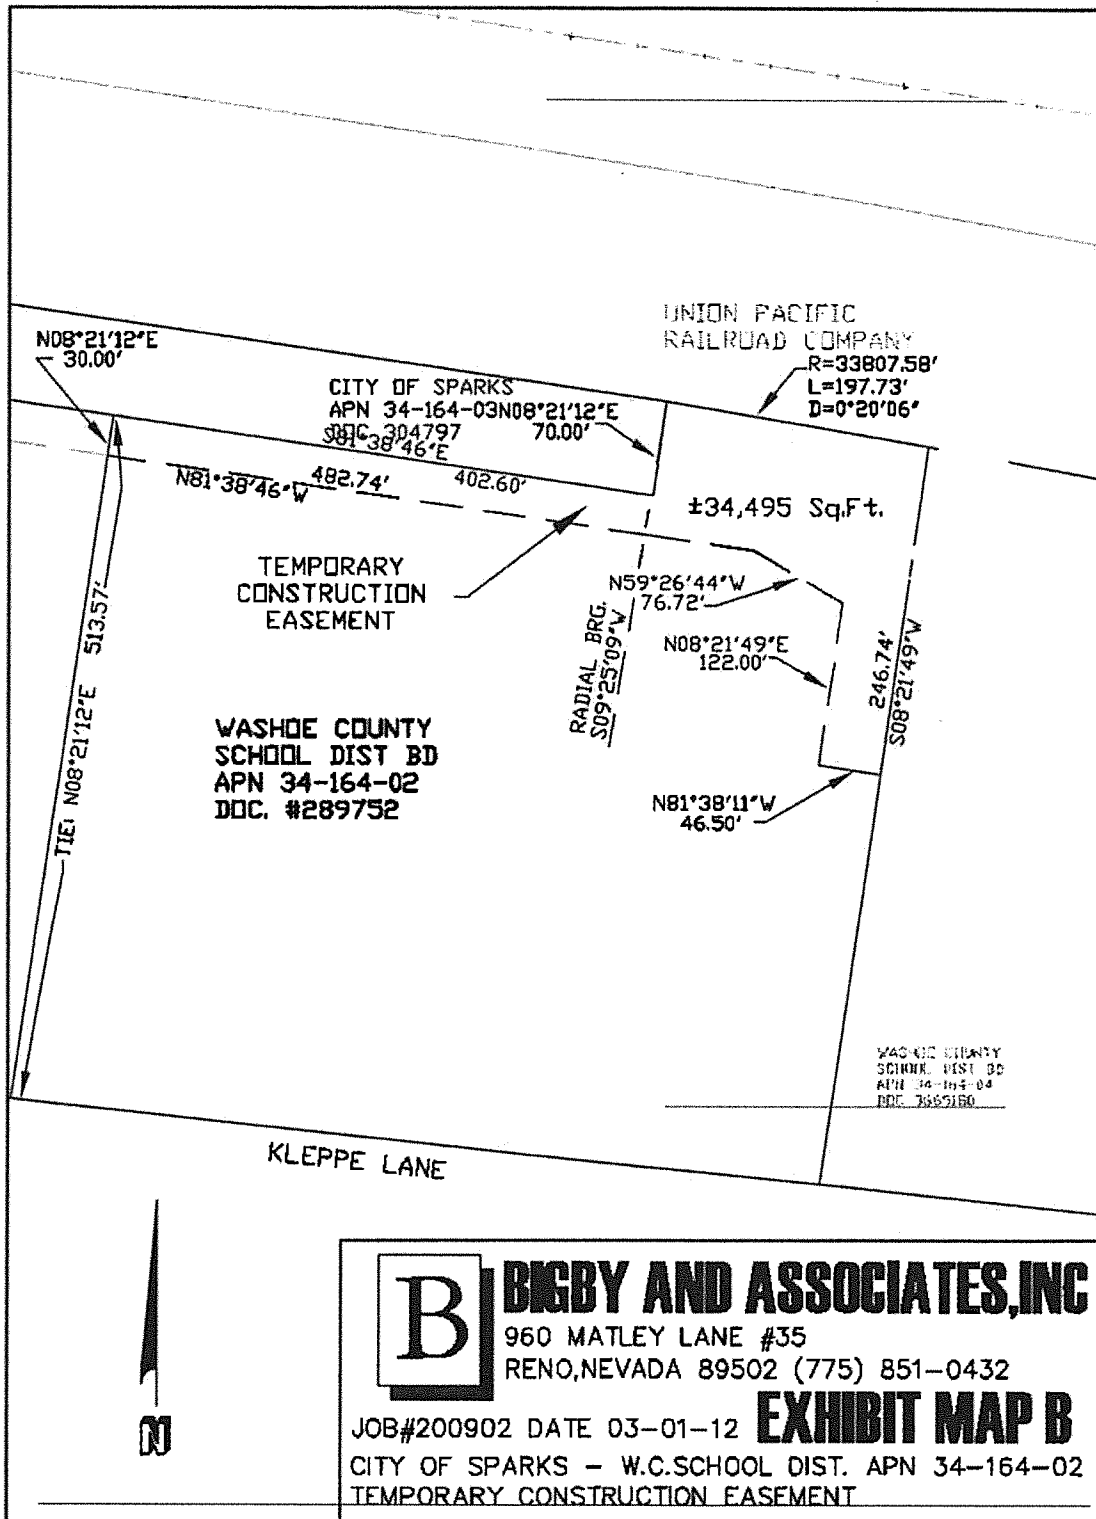 UNION PACIFIC
RAILROAD COMPANY
R=33807.58'
L=197.73'
D=0°20'06"
N08°21'12"E
30.00'
CITY OF SPARKS
APN 34-164-03
DOC 304797
N08°21'12"E
70.00'
S81°38'46"E
402.60'
N81°38'46"W
482.74'
±34,495 Sq.Ft.
TEMPORARY
CONSTRUCTION
EASEMENT
N59°26'44"W
76.72'
RADIAL BRG.
S09°25'09"W
N08°21'49"E
122.00'
246.74'
S08°21'49"W
TIE: N08°21'12"E 513.57'
WASHOE COUNTY
SCHOOL DIST BD
APN 34-164-02
DOC. #289752
N81°38'11"W
46.50'
WASHOE COUNTY
SCHOOL DIST BD
APN 34-164-04
DOC
KLEPPE LANE
N
B
BIGBY AND ASSOCIATES,INC
960 MATLEY LANE #35
RENO,NEVADA 89502 (775) 851-0432
JOB#200902 DATE 03-01-12 EXHIBIT MAP B
CITY OF SPARKS - W.C.SCHOOL DIST. APN 34-164-02
TEMPORARY CONSTRUCTION EASEMENT